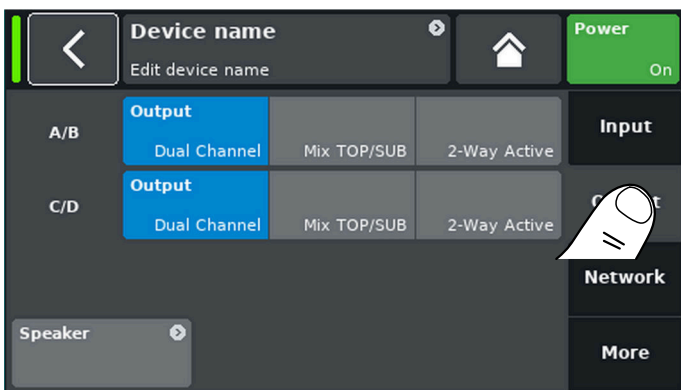 Device name
Edit device name
Power
On
A/B
Output
Dual Channel
Mix TOP/SUB
2-Way Active
Input
C/D
Output
Dual Channel
Mix TOP/SUB
2-Way Active
Network
Speaker
More